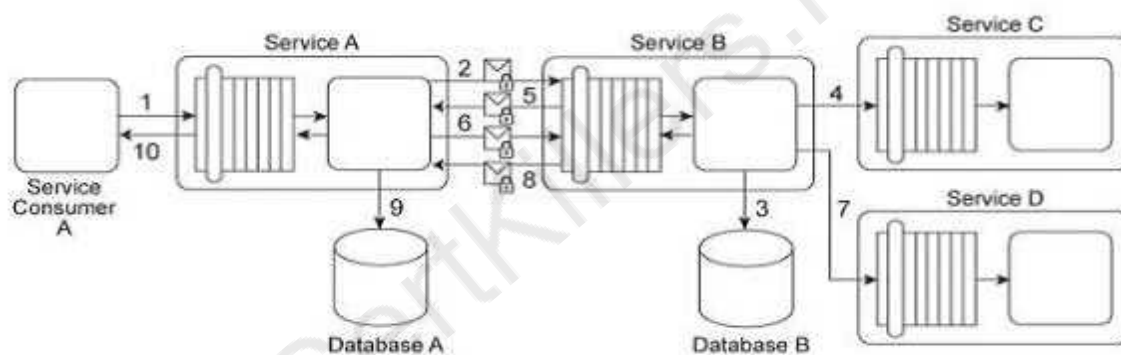 Service A
Service B
Service C
Service D
1
10
2
5
6
8
4
7
9
3
Service
Consumer
A
Database A
Database B